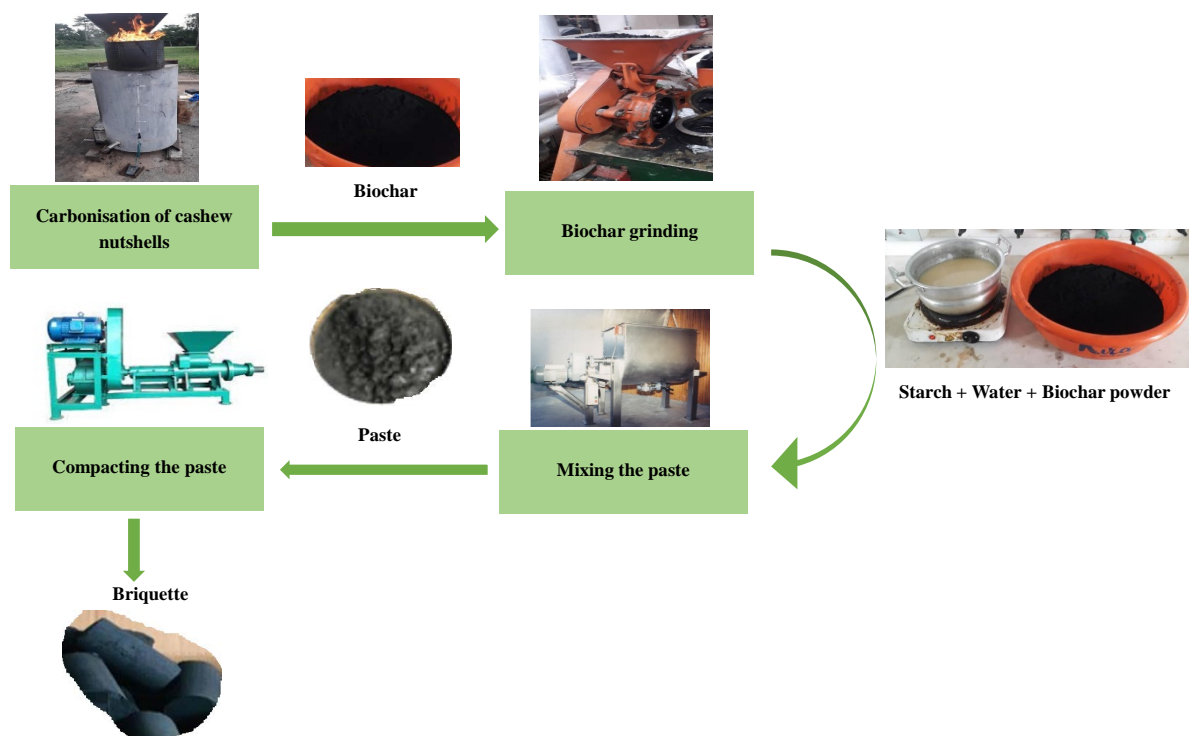 Biochar
Carbonisation of cashew
nutshells
Biochar grinding
Starch + Water + Biochar powder
Paste
Compacting the paste
Mixing the paste
Briquette